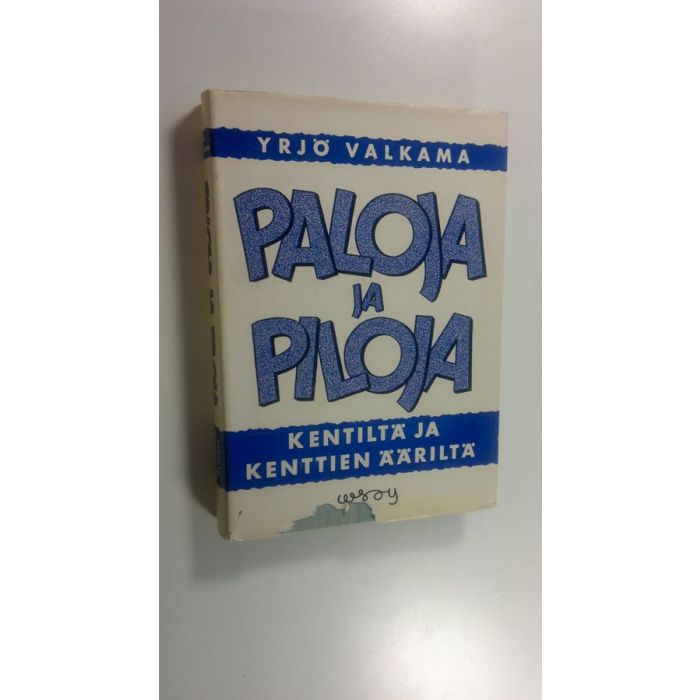 YRJÖ VALKAMA
PALOJA
JA
PILOJA
KENTILTÄ JA
KENTTIEN ÄÄRILTÄ
wsoy